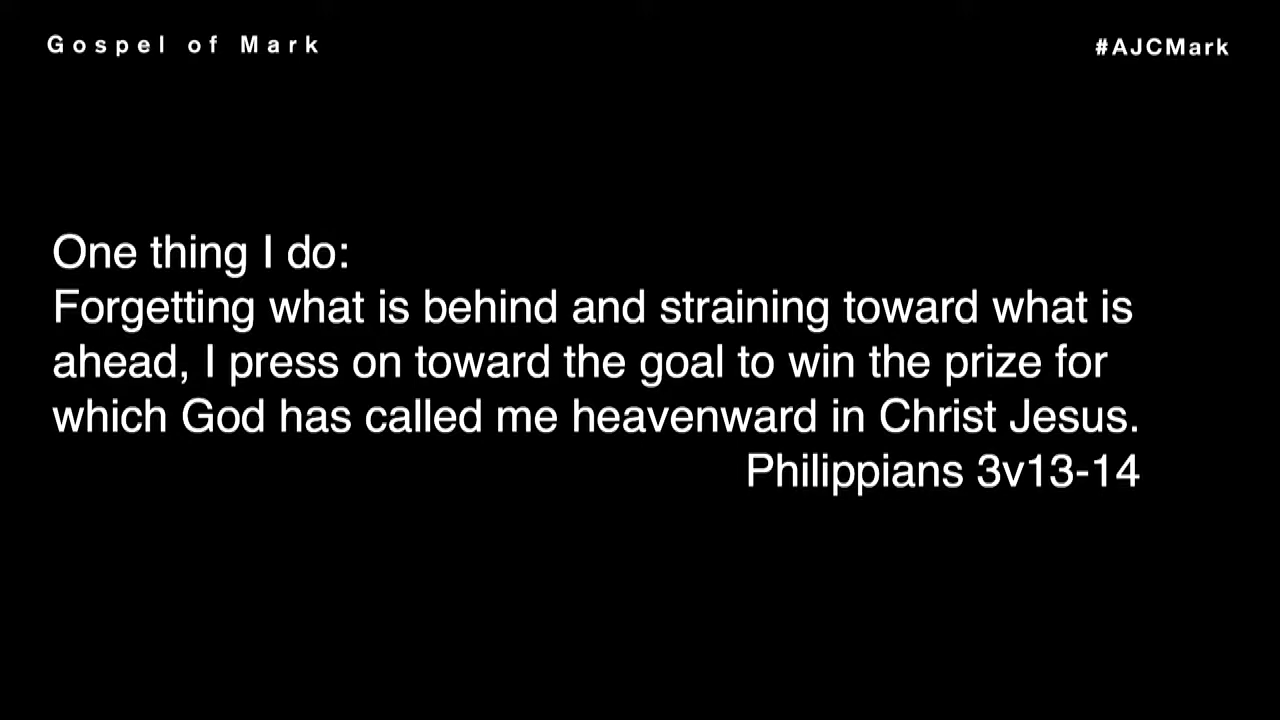 Gospel of Mark
#AJCMark
One thing I do:
Forgetting what is behind and straining toward what is
ahead, I press on toward the goal to win the prize for
which God has called me heavenward in Christ Jesus.
Philippians 3v13-14